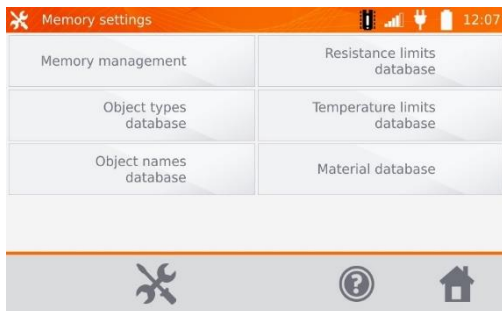 Memory settings
12:07
Memory management
Resistance limits
database
Object types
database
Temperature limits
database
Object names
database
Material database
?